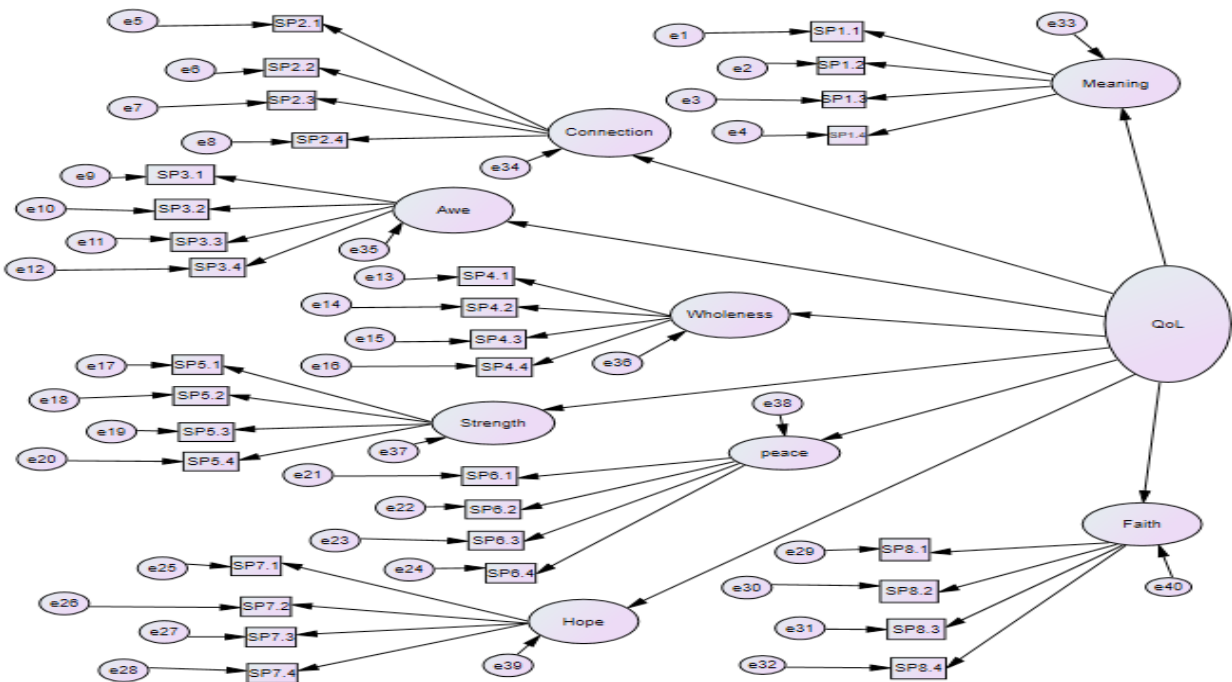 e5
SP2.1
e6
SP2.2
e7
SP2.3
e8
SP2.4
Connection
e34
e1
SP1.1
e2
SP1.2
e3
SP1.3
e4
SP1.4
e33
Meaning
e9
SP3.1
e10
SP3.2
e11
SP3.3
e12
SP3.4
Awe
e35
e13
SP4.1
e14
SP4.2
e15
SP4.3
e16
SP4.4
Wholeness
e36
QoL
e17
SP5.1
e18
SP5.2
e19
SP5.3
e20
SP5.4
Strength
e37
e38
peace
e21
SP6.1
e22
SP6.2
e23
SP6.3
e24
SP6.4
Faith
e40
e29
SP8.1
e30
SP8.2
e31
SP8.3
e32
SP8.4
e25
SP7.1
e26
SP7.2
e27
SP7.3
e28
SP7.4
Hope
e39